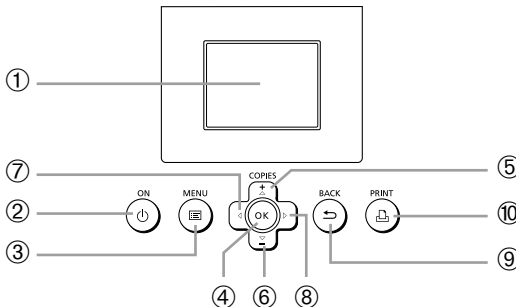 ①
⑦
COPIES
⑤
ON
MENU
+
BACK
PRINT
②
OK
⑩
③
−
⑨
④
⑥
⑧